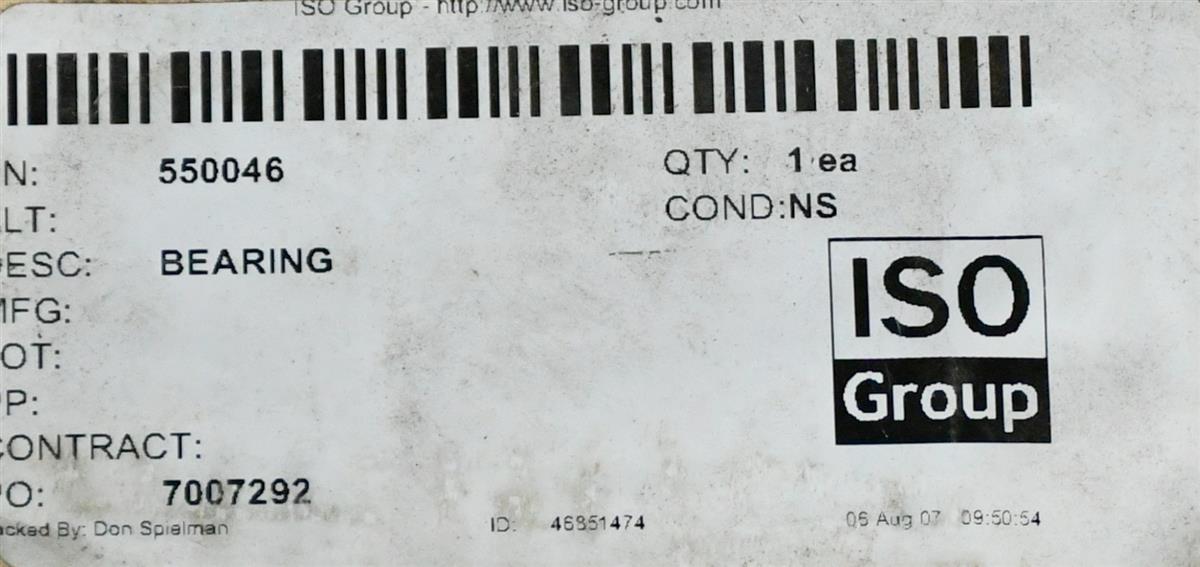 ISO Group - http://www.iso-group.com
N: 550046 QTY: 1 ea
LT: COND:NS
ESC: BEARING
MFG:
OT:
P:
CONTRACT:
PO: 7007292
acked By: Don Spielman ID: 46851474 06 Aug 07 09:50:54
ISO
Group